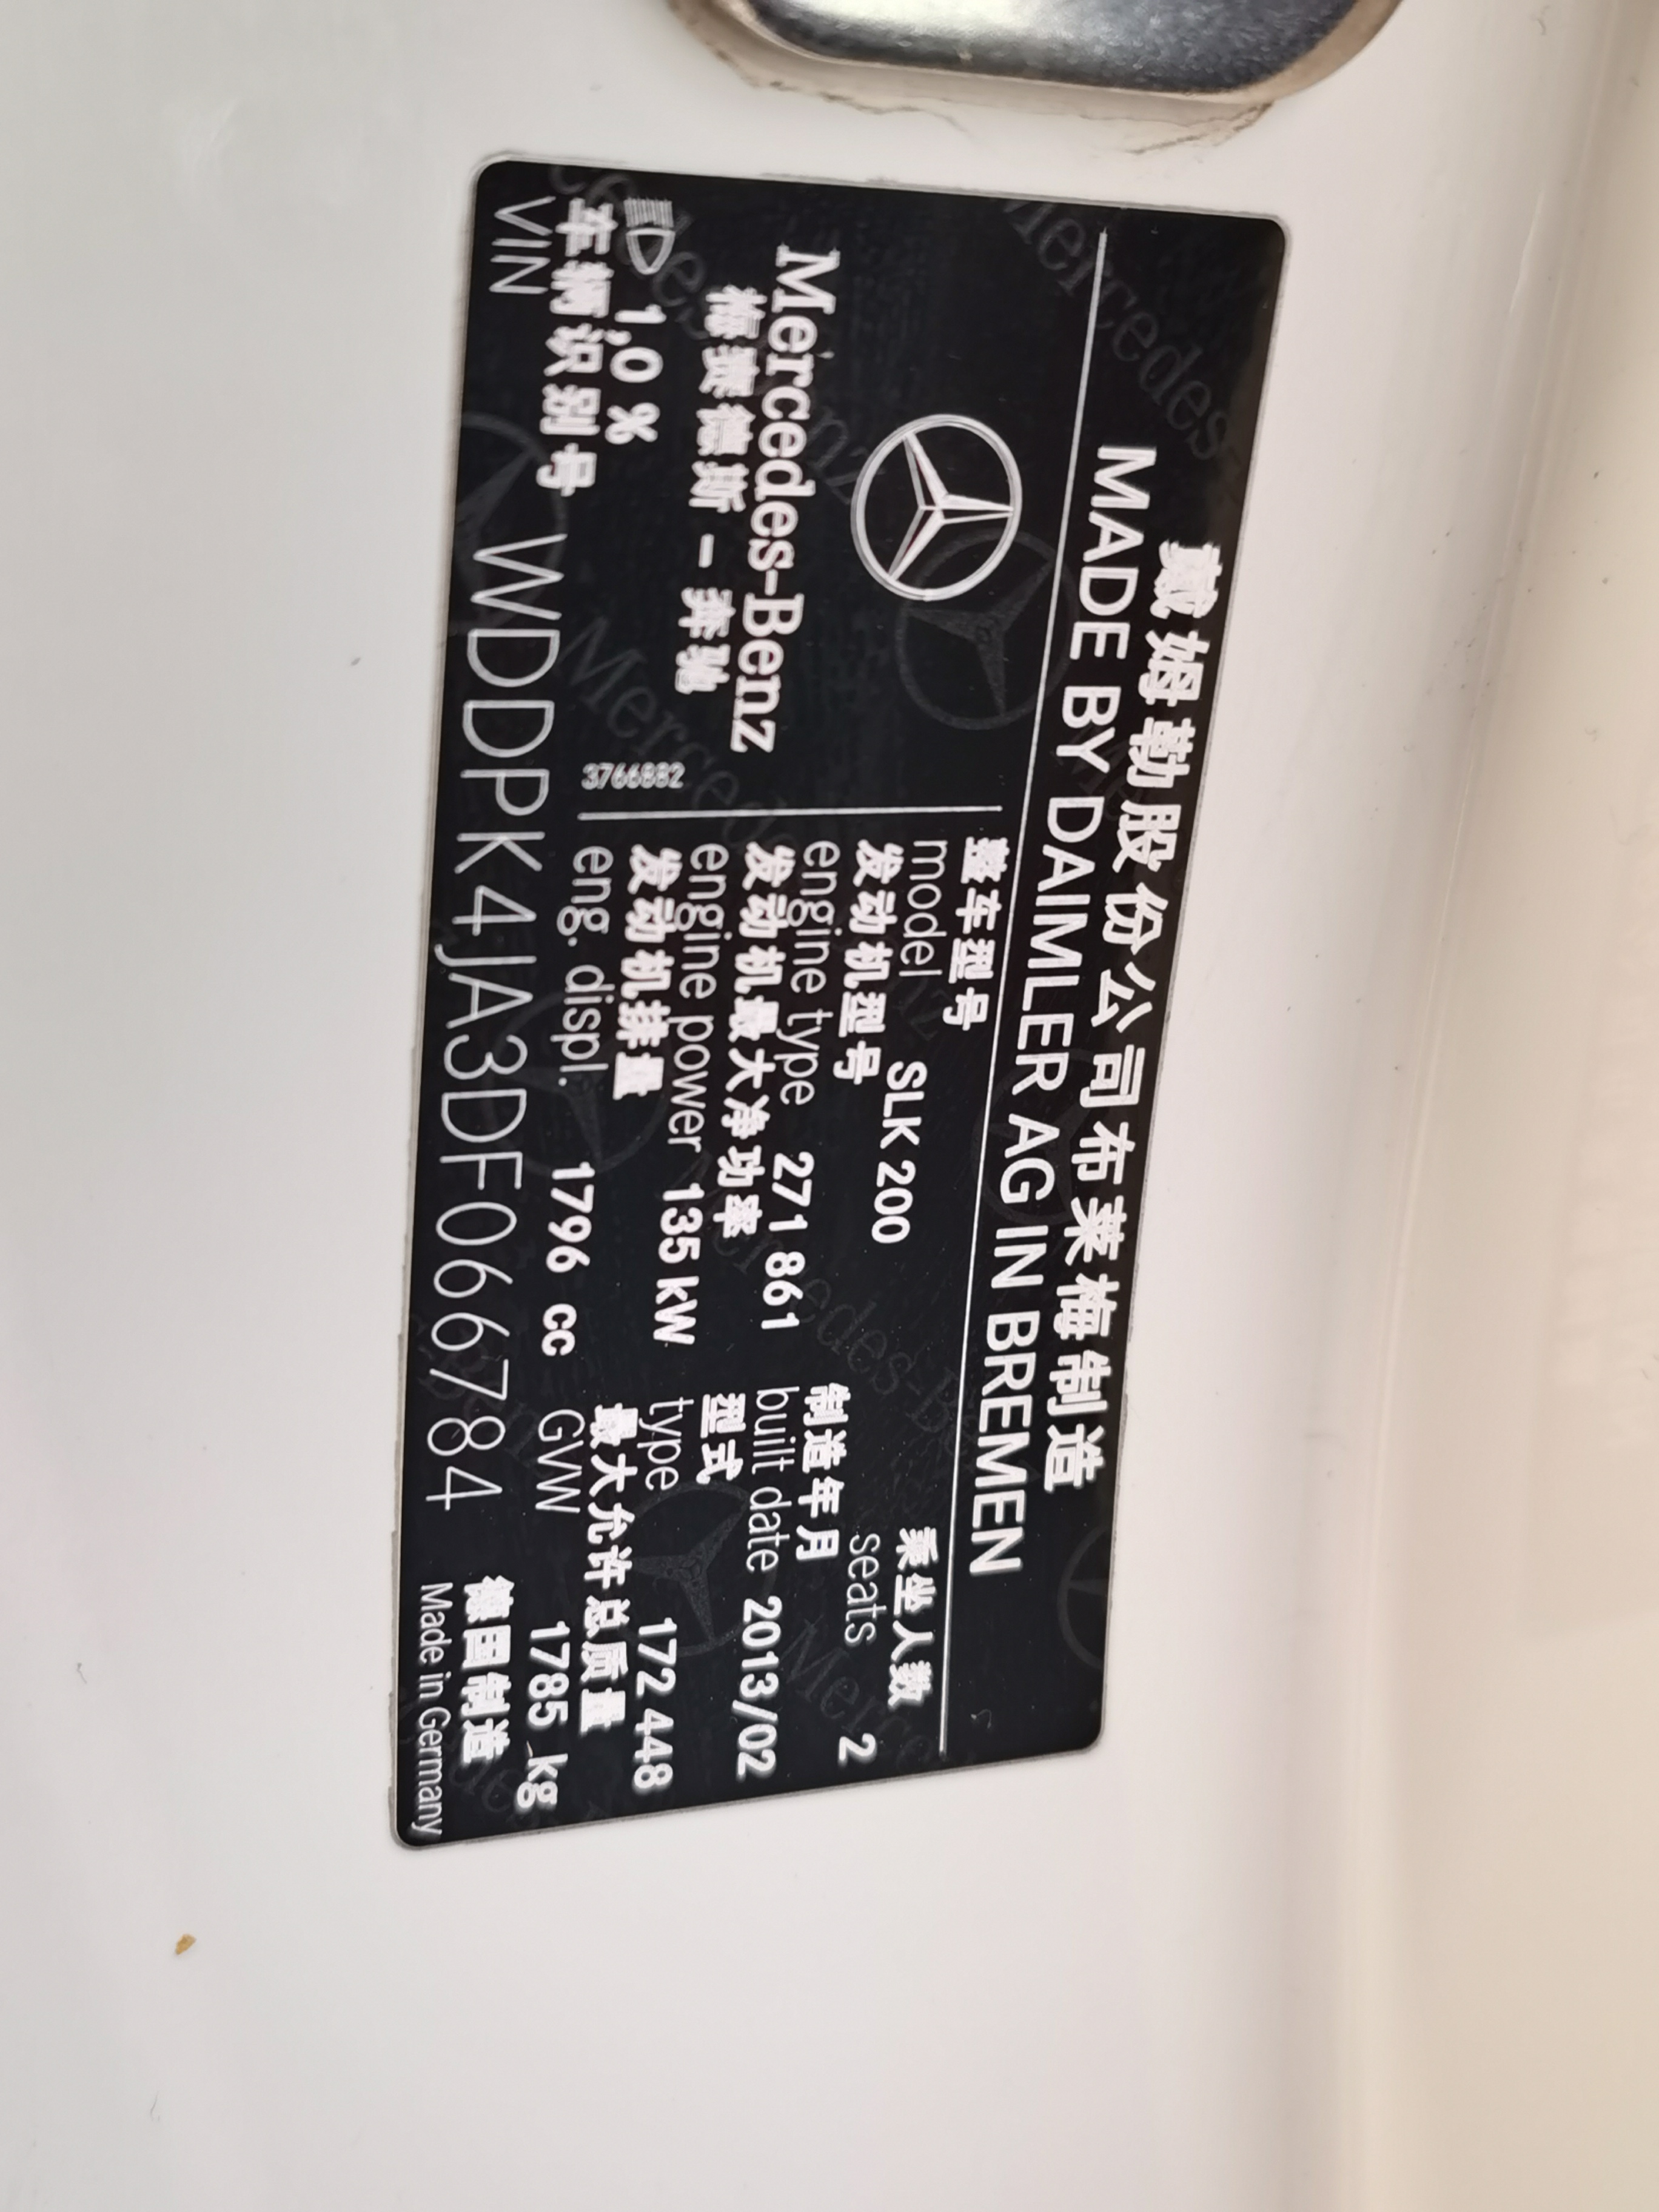 戴姆勒股份公司布莱梅制造
MADE BY DAIMLER AG IN BREMEN
Mercedes-Benz
梅赛德斯-奔驰
1,0 %
3766882
整车型号
model SLK 200
发动机型号
engine type 271 861
发动机最大净功率
engine power 135 kW
发动机排量
eng. displ. 1796 cc
乘坐人数
seats 2
制造年月
built date 2013/02
型式
type 172 448
最大允许总质量
GVW 1785 kg
车辆识别号
VIN WDDPK4JA3DF066784
德国制造
Made in Germany